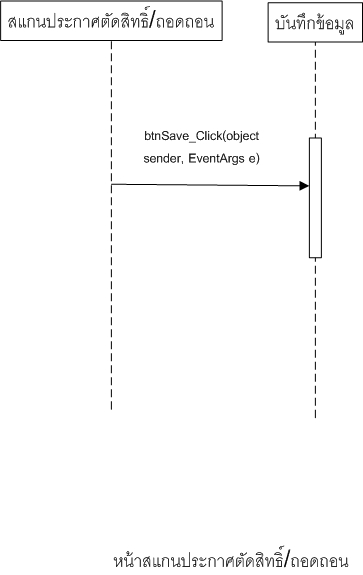 สแกนประกาศตัดสิทธิ์/ถอดถอน
บันทึกข้อมูล
btnSave_Click(object
sender, EventArgs e)
หน้าสแกนประกาศตัดสิทธิ์/ถอดถอน